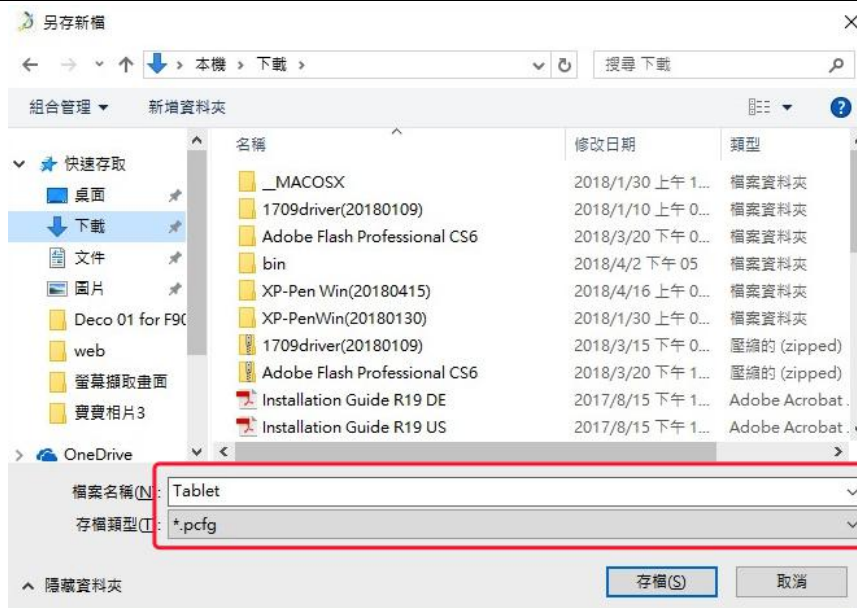 另存新檔
本機 › 下載 ›
搜尋 下載
組合管理
新增資料夾
名稱 修改日期 類型
快速存取
桌面
下載
文件
圖片
Deco 01 for F90
web
螢幕擷取畫面
寶寶相片3
OneDrive
__MACOSX 2018/1/30 上午 1... 檔案資料夾
1709driver(20180109) 2018/1/10 上午 0... 檔案資料夾
Adobe Flash Professional CS6 2018/3/20 下午 0... 檔案資料夾
bin 2018/4/2 下午 05 檔案資料夾
XP-Pen Win(20180415) 2018/4/16 上午 0... 檔案資料夾
XP-PenWin(20180130) 2018/1/30 上午 0... 檔案資料夾
1709driver(20180109) 2018/3/15 下午 0... 壓縮的 (zipped)
Adobe Flash Professional CS6 2018/3/20 下午 1... 壓縮的 (zipped)
Installation Guide R19 DE 2017/8/15 下午 1... Adobe Acrobat
Installation Guide R19 US 2017/8/15 下午 1... Adobe Acrobat
檔案名稱(N): Tablet
存檔類型(T): *.pcfg
隱藏資料夾
存檔(S)
取消